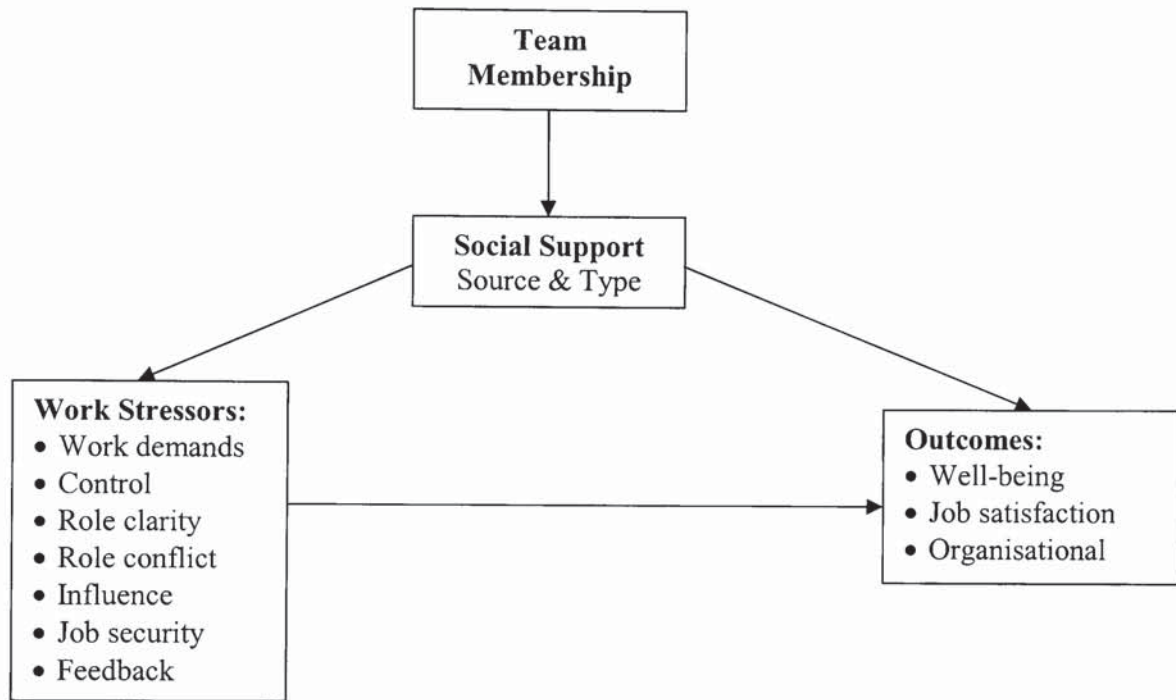 Team
Membership
Social Support
Source & Type
Work Stressors:
• Work demands
• Control
• Role clarity
• Role conflict
• Influence
• Job security
• Feedback
Outcomes:
• Well-being
• Job satisfaction
• Organisational